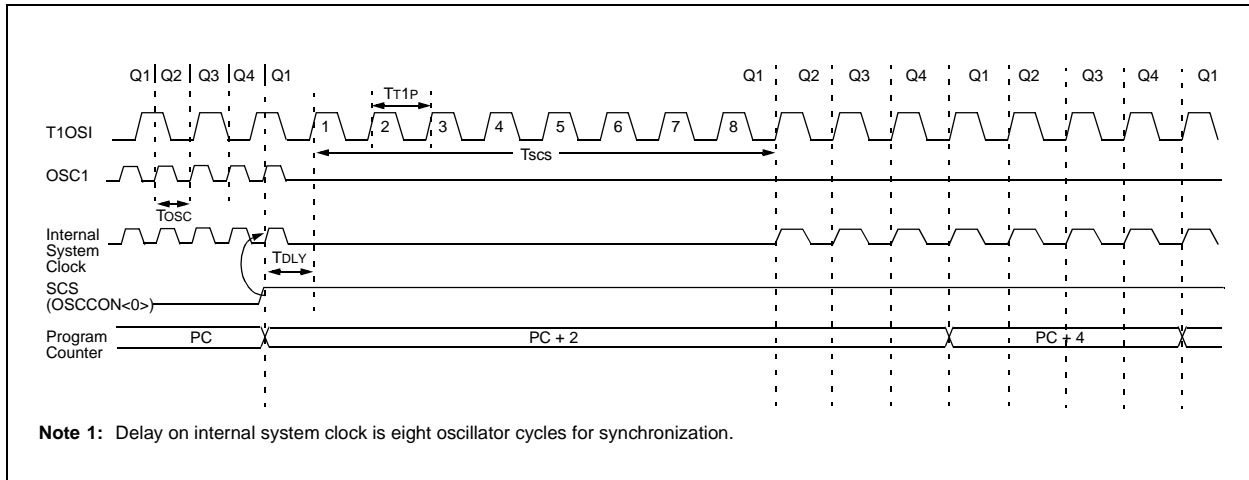 Q1 Q2 Q3 Q4 Q1 Q1 Q2 Q3 Q4 Q1 Q2 Q3 Q4 Q1
TT1P
T1OSI 1 2 3 4 5 6 7 8
TSCS
OSC1
TOSC
Internal
System
Clock
TDLY
SCS
(OSCCON<0>)
Program
Counter
PC PC + 2 PC + 4
Note 1: Delay on internal system clock is eight oscillator cycles for synchronization.